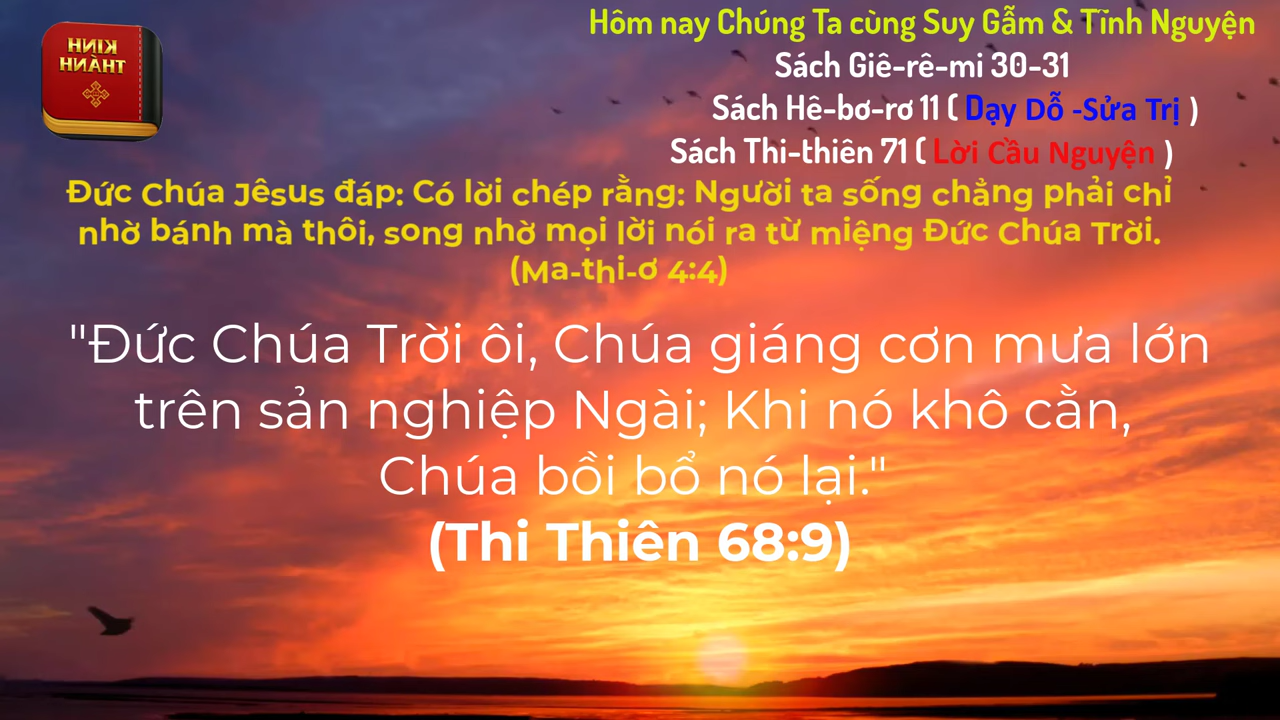 KINH
THÁNH
Hôm nay Chúng Ta cùng Suy Gẫm & Tĩnh Nguyện
Sách Giê-rê-mi 30-31
Sách Hê-bơ-rơ 11 ( Dạy Dỗ -Sửa Trị )
Sách Thi-thiên 71 ( Lời Cầu Nguyện )
Đức Chúa Jêsus đáp: Có lời chép rằng: Người ta sống chẳng phải chỉ
nhờ bánh mà thôi, song nhờ mọi lời nói ra từ miệng Đức Chúa Trời.
(Ma-thi-ơ 4:4)
"Đức Chúa Trời ôi, Chúa giáng cơn mưa lớn
trên sản nghiệp Ngài; Khi nó khô cằn,
Chúa bồi bổ nó lại."
(Thi Thiên 68:9)